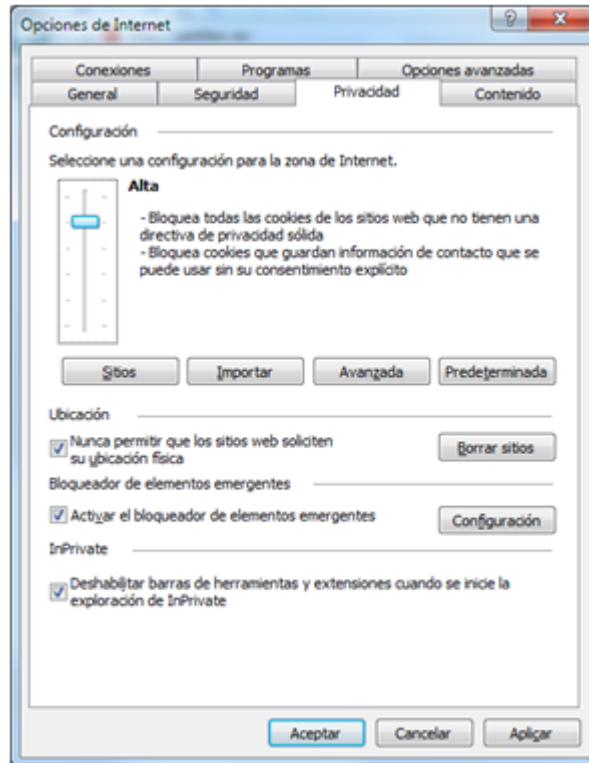 Opciones de Internet
Conexiones Programas Opciones avanzadas
General Seguridad Privacidad Contenido
Configuración
Seleccione una configuración para la zona de Internet.
Alta
- Bloquea todas las cookies de los sitios web que no tienen una
directiva de privacidad sólida
- Bloquea cookies que guardan información de contacto que se
puede usar sin su consentimiento explícito
Sitios Importar Avanzada Predeterminada
Ubicación
Nunca permitir que los sitios web soliciten
su ubicación física
Borrar sitios
Bloqueador de elementos emergentes
Activar el bloqueador de elementos emergentes
Configuración
InPrivate
Deshabilitar barras de herramientas y extensiones cuando se inicie la
exploración de InPrivate
Aceptar Cancelar Aplicar